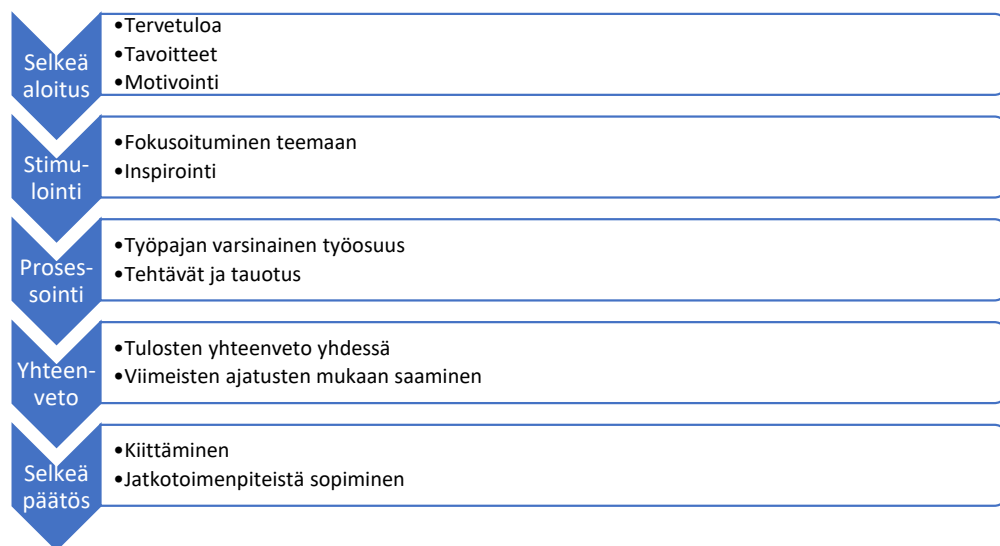 Selkeä
aloitus
•Tervetuloa
•Tavoitteet
•Motivointi
Stimu-
lointi
•Fokusoituminen teemaan
•Inspirointi
Proses-
sointi
•Työpajan varsinainen työosuus
•Tehtävät ja tauotus
Yhteen-
veto
•Tulosten yhteenveto yhdessä
•Viimeisten ajatusten mukaan saaminen
Selkeä
päätös
•Kiittäminen
•Jatkotoimenpiteistä sopiminen